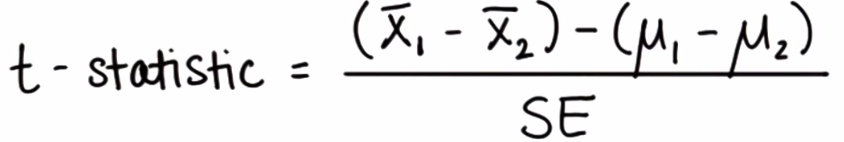 t - statistic = (x̄₁ - x̄₂) - (μ₁ - μ₂)
SE